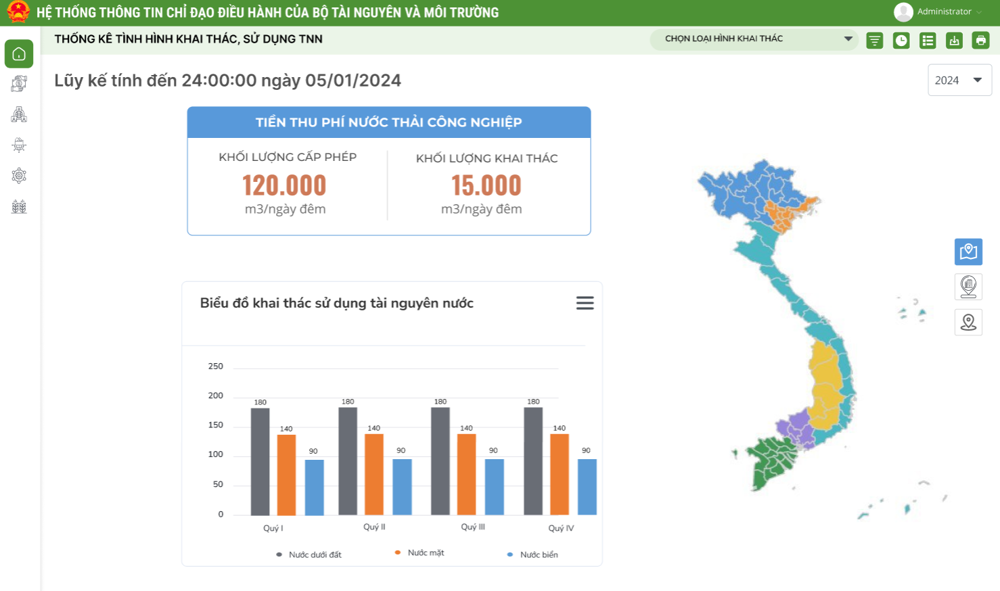 HỆ THỐNG THÔNG TIN CHỈ ĐẠO ĐIỀU HÀNH CỦA BỘ TÀI NGUYÊN VÀ MÔI TRƯỜNG
Administrator
THỐNG KÊ TÌNH HÌNH KHAI THÁC, SỬ DỤNG TNN
CHỌN LOẠI HÌNH KHAI THÁC
Lũy kế tính đến 24:00:00 ngày 05/01/2024
2024
TIỀN THU PHÍ NƯỚC THẢI CÔNG NGHIỆP
KHỐI LƯỢNG CẤP PHÉP
120.000
m3/ngày đêm
KHỐI LƯỢNG KHAI THÁC
15.000
m3/ngày đêm
Biểu đồ khai thác sử dụng tài nguyên nước
250
200
150
100
50
0
180
140
90
180
140
90
180
140
90
180
140
90
Quý I
Quý II
Quý III
Quý IV
Nước dưới đất
Nước mặt
Nước biển